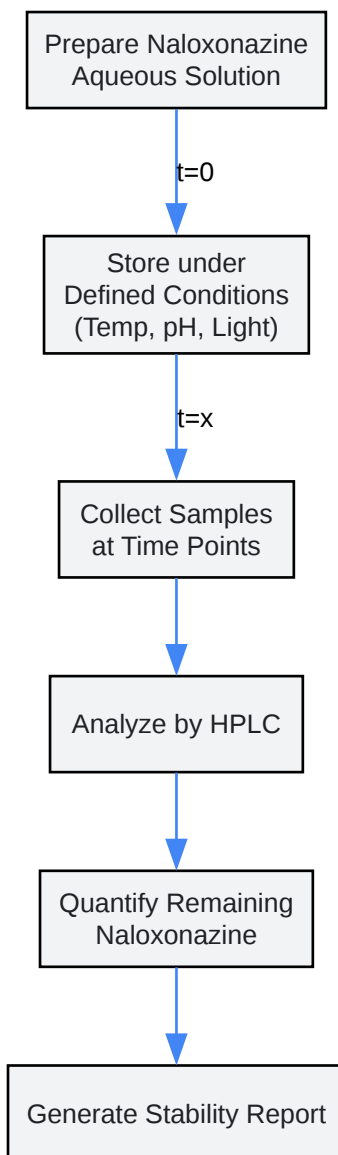 Prepare Naloxonazine
Aqueous Solution
t=0
Store under
Defined Conditions
(Temp, pH, Light)
t=x
Collect Samples
at Time Points
Analyze by HPLC
Quantify Remaining
Naloxonazine
Generate Stability Report